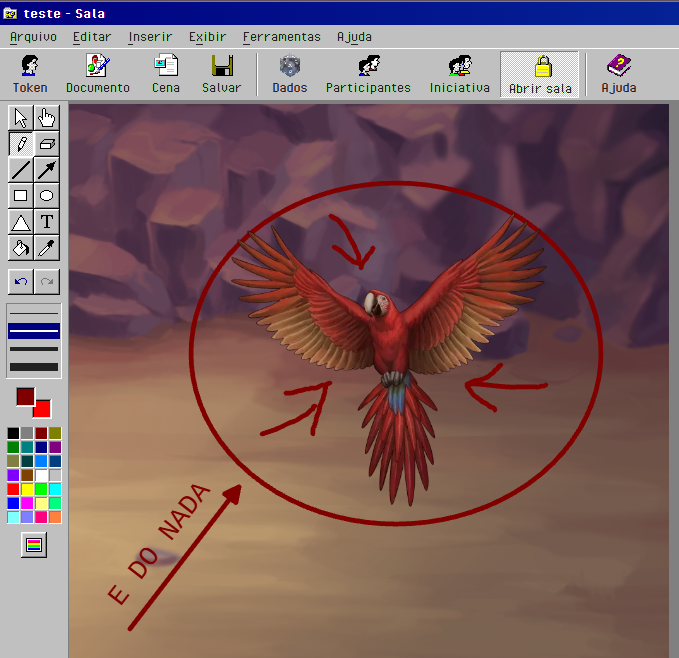 teste - Sala
Arquivo Editar Inserir Exibir Ferramentas Ajuda
Token Documento Cena Salvar Dados Participantes Iniciativa Abrir sala Ajuda
T
E DO NADA